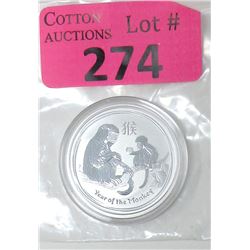 COTTON
AUCTIONS
Lot #
274
猴
Year of the Monkey